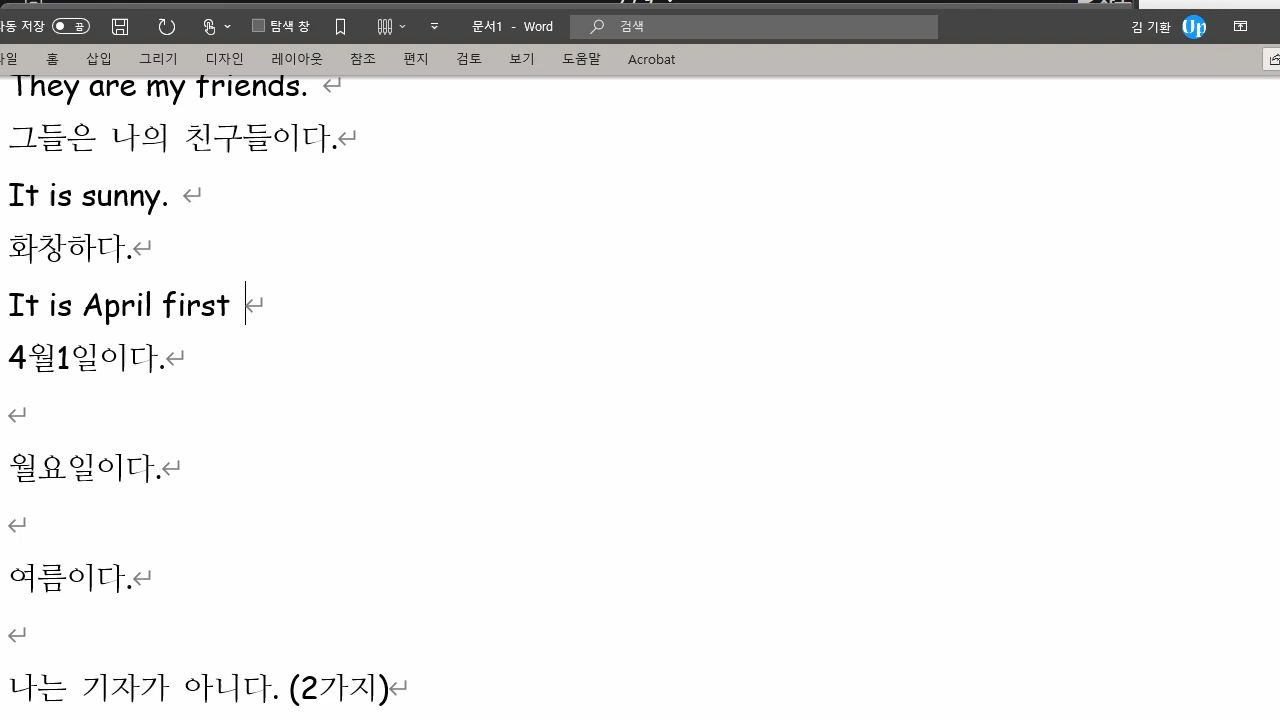 자동 저장 끔 탐색 창 문서1 - Word 검색 김 기환 Up
파일 홈 삽입 그리기 디자인 레이아웃 참조 편지 검토 보기 도움말 Acrobat
They are my friends.
그들은 나의 친구들이다.
It is sunny.
화창하다.
It is April first
4월1일이다.
월요일이다.
여름이다.
나는 기자가 아니다. (2가지)